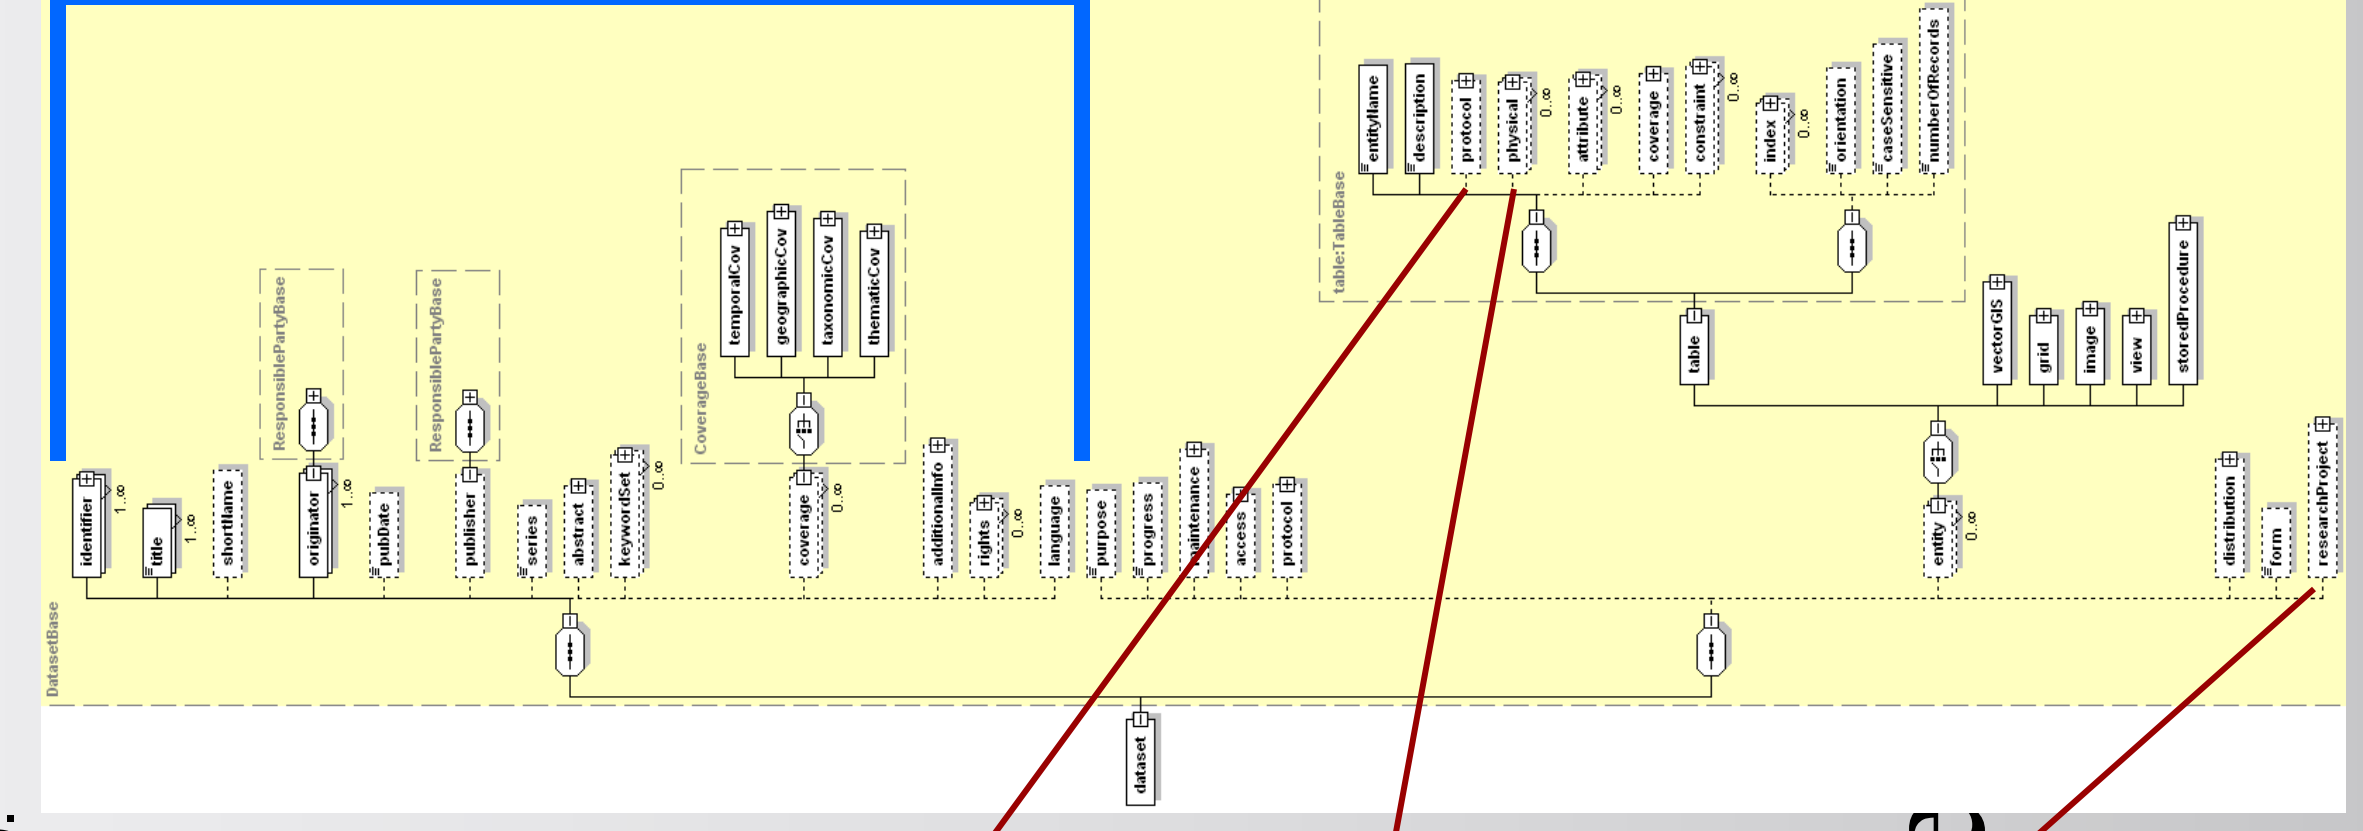 DatasetBase
identifier
1..∞
title
1..∞
shortName
ResponsiblePartyBase
originator
1..∞
pubDate
ResponsiblePartyBase
publisher
series
abstract
keywordSet
0..∞
CoverageBase
temporalCov
geographicCov
taxonomicCov
thematicCov
coverage
0..∞
additionalInfo
rights
0..∞
language
purpose
progress
maintenance
access
protocol
table:TableBase
entityName
description
protocol
physical
0..∞
attribute
0..∞
coverage
constraint
0..∞
index
0..∞
orientation
caseSensitive
numberOfRecords
table
vectorGIS
grid
image
view
storedProcedure
entity
0..∞
distribution
form
researchProject
dataset